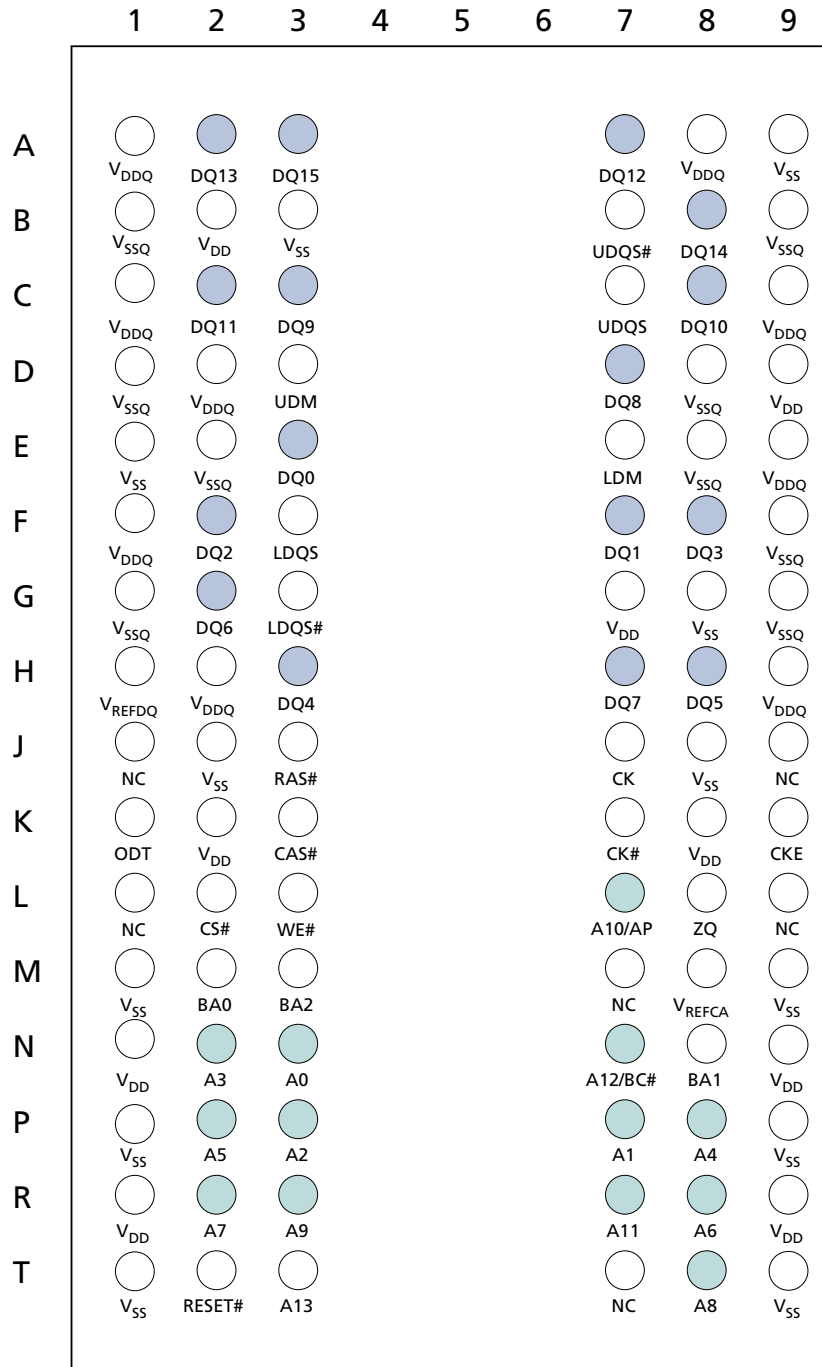 1 2 3 4 5 6 7 8 9
A
VDDQ DQ13 DQ15 DQ12 VDDQ VSS
B
VSSQ VDD VSS UDQS# DQ14 VSSQ
C
VDDQ DQ11 DQ9 UDQS DQ10 VDDQ
D
VSSQ VDDQ UDM DQ8 VSSQ VDD
E
VSS VSSQ DQ0 LDM VSSQ VDDQ
F
VDDQ DQ2 LDQS DQ1 DQ3 VSSQ
G
VSSQ DQ6 LDQS# VDD VSS VSSQ
H
VREFDQ VDDQ DQ4 DQ7 DQ5 VDDQ
J
NC VSS RAS# CK VSS NC
K
ODT VDD CAS# CK# VDD CKE
L
NC CS# WE# A10/AP ZQ NC
M
VSS BA0 BA2 NC VREFCA VSS
N
VDD A3 A0 A12/BC# BA1 VDD
P
VSS A5 A2 A1 A4 VSS
R
VDD A7 A9 A11 A6 VDD
T
VSS RESET# A13 NC A8 VSS